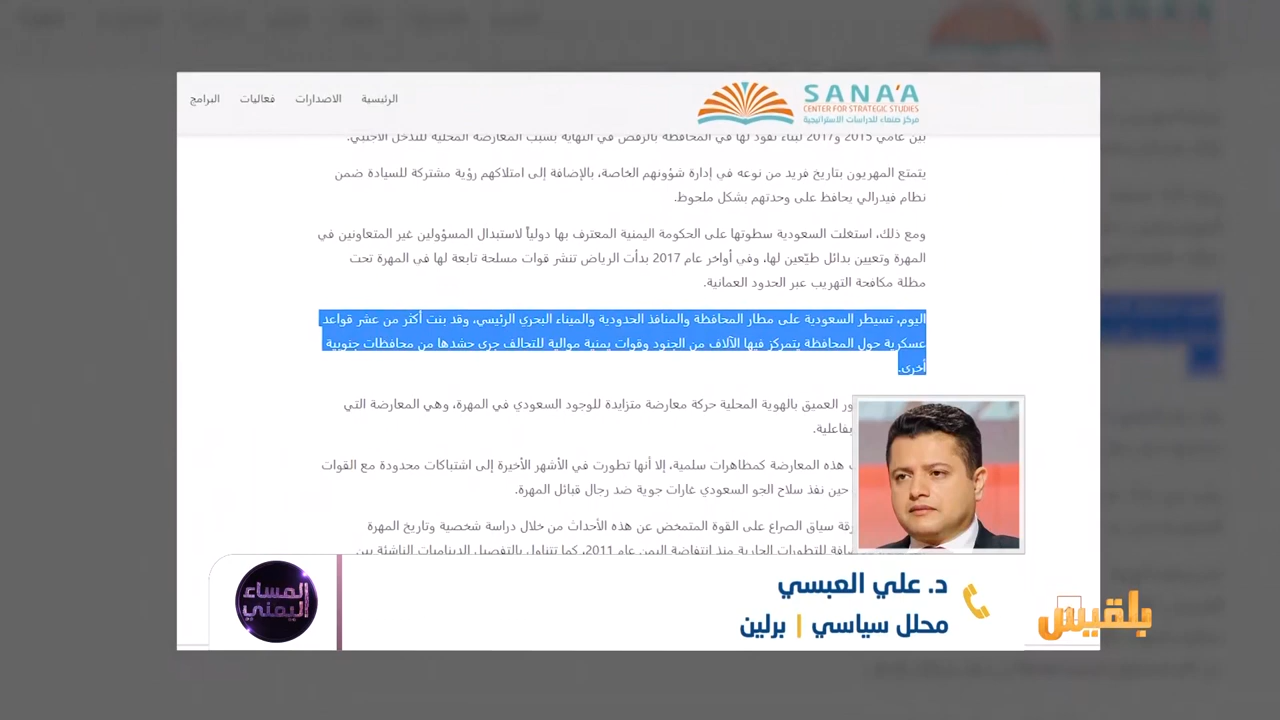 SANA'A
CENTER FOR STRATEGIC STUDIES
مركز صنعاء للدراسات الاستراتيجية
الرئيسية الاصدارات فعاليات البرامج
بين عامي 2015 و2017 لبناء نفوذ لها في المحافظة بالرفض في النهاية بسبب المعارضة المحلية للتدخل الأجنبي.
يتمتع المهريون بتاريخ فريد من نوعه في إدارة شؤونهم الخاصة، بالإضافة إلى امتلاكهم رؤية مشتركة للسيادة ضمن
نظام فيدرالي يحافظ على وحدتهم بشكل ملحوظ.
ومع ذلك، استغلت السعودية سطوتها على الحكومة اليمنية المعترف بها دولياً لاستبدال المسؤولين غير المتعاونين في
المهرة وتعيين بدائل طيّعين لها، وفي أواخر عام 2017 بدأت الرياض تنشر قوات مسلحة تابعة لها في المهرة تحت
مظلة مكافحة التهريب عبر الحدود العمانية.
اليوم، تسيطر السعودية على مطار المحافظة والمنافذ الحدودية والميناء البحري الرئيسي، وقد بنت أكثر من عشر قواعد
عسكرية حول المحافظة يتمركز فيها الآلاف من الجنود وقوات يمنية موالية للتحالف جرى حشدها من محافظات جنوبية
أخرى.
ور العميق بالهوية المحلية حركة معارضة متزايدة للوجود السعودي في المهرة، وهي المعارضة التي
بفاعلية.
هذه المعارضة كمظاهرات سلمية، إلا أنها تطورت في الأشهر الأخيرة إلى اشتباكات محدودة مع القوات
حين نفذ سلاح الجو السعودي غارات جوية ضد رجال قبائل المهرة.
رقة سياق الصراع على القوة المتمخض عن هذه الأحداث من خلال دراسة شخصية وتاريخ المهرة
افة للتطورات الجارية منذ انتفاضة اليمن عام 2011، كما تتناول بالتفصيل الديناميات الناشئة بين
د. علي العبسي
محلل سياسي | برلين
المساء
اليمني
بلقيس